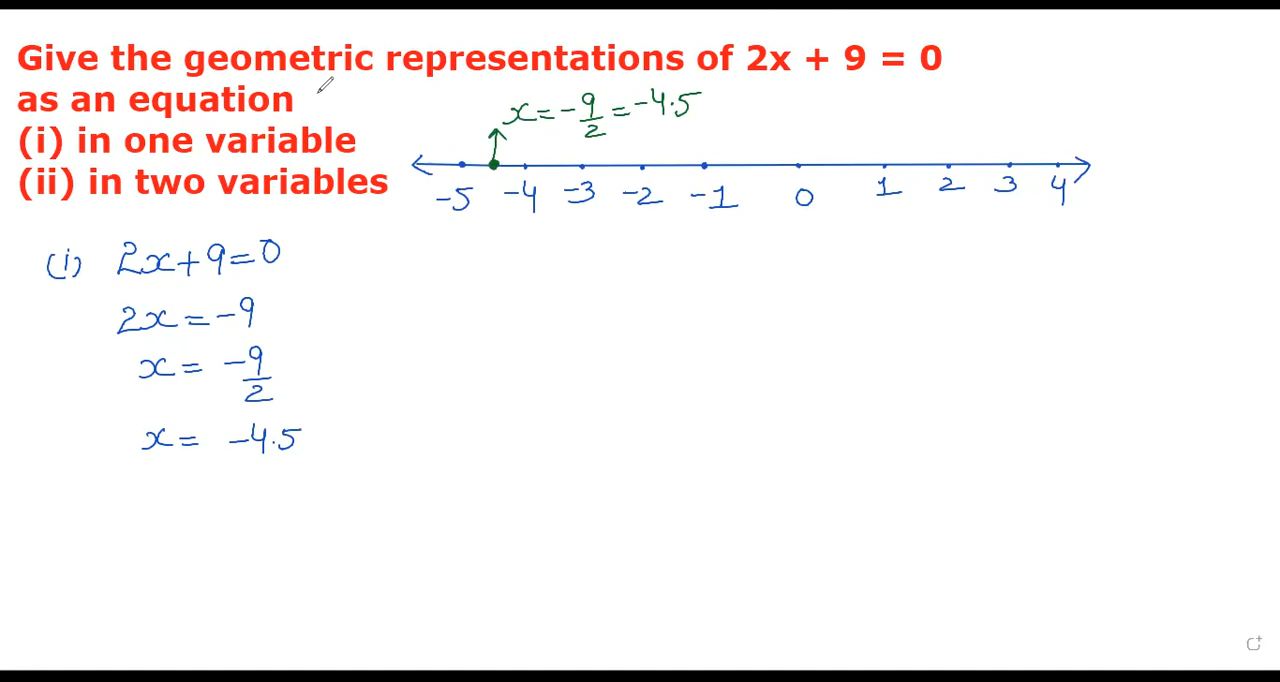 Give the geometric representations of 2x + 9 = 0
as an equation
(i) in one variable
(ii) in two variables
x = -9/2 = -4.5
-5 -4 -3 -2 -1 0 1 2 3 4
(i) 2x+9=0
2x = -9
x = -9/2
x = -4.5